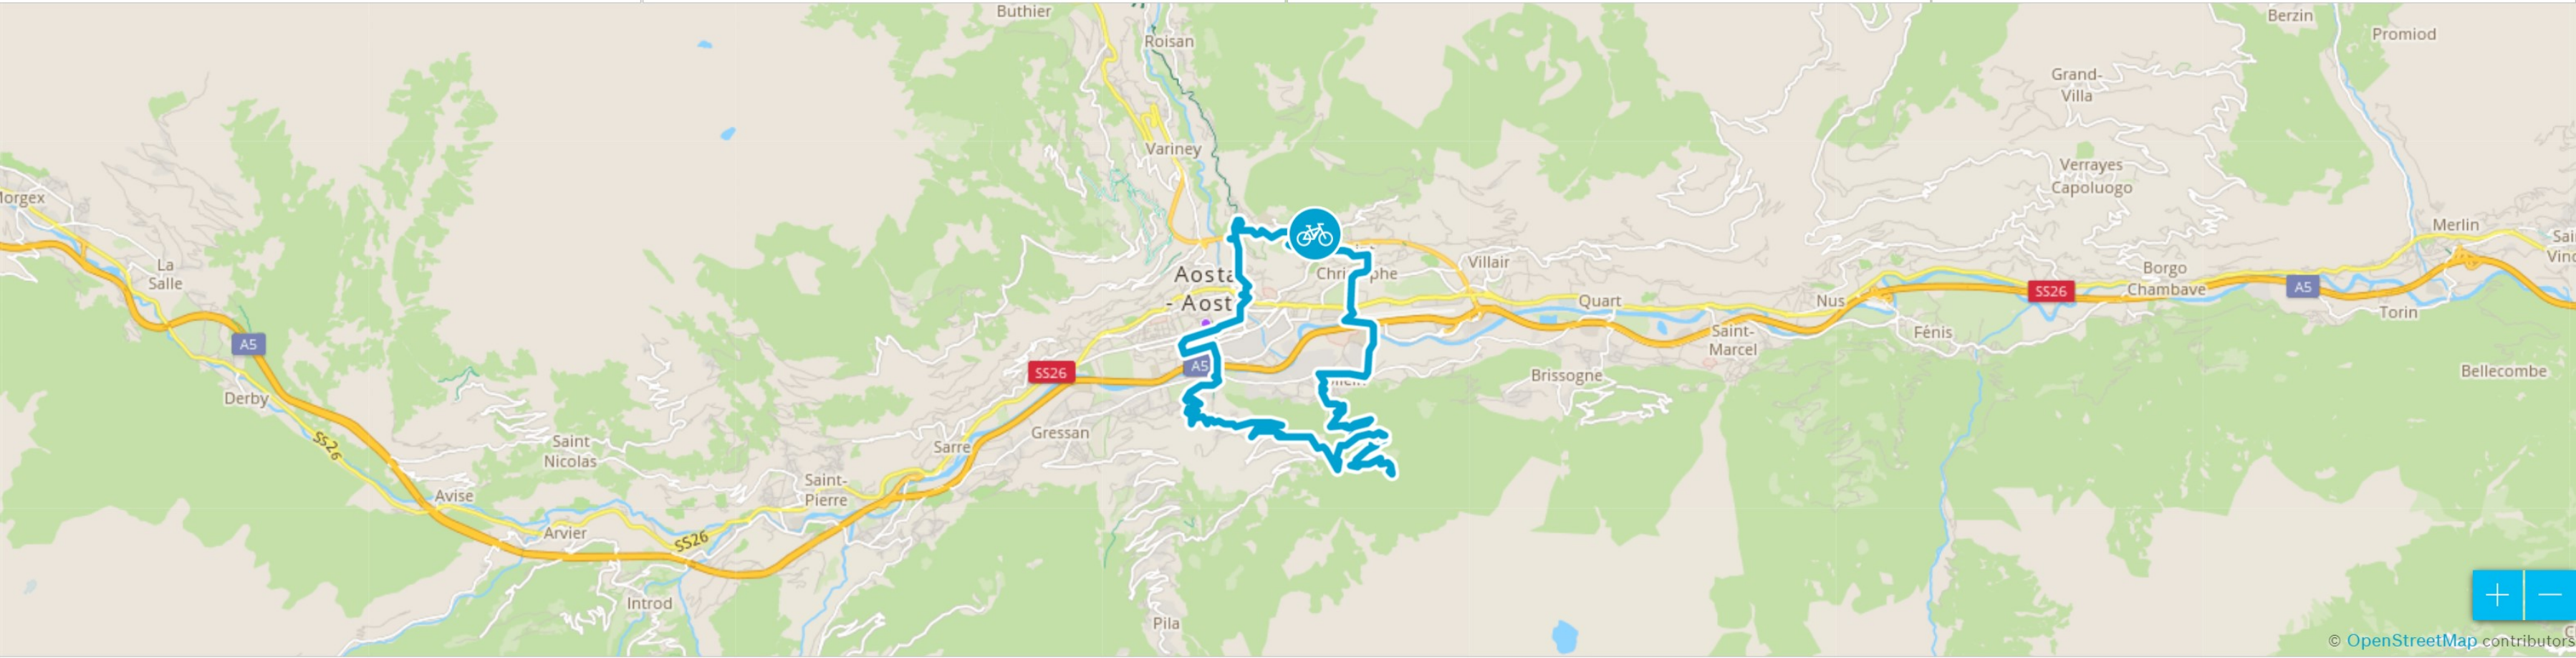 Buthier
Berzin
Promiod
Roisan
Grand-
Villa
Variney
Verrayes
Capoluogo
Morgex
Merlin
La
Salle
Aosta
- Aost
Villair
Borgo
Chambave
SS26
A5
Quart
Nus
Torin
Saint-
Marcel
Fénis
A5
SS26
A5
Brissogne
Bellecombe
Derby
Gressan
Ss26
Saint
Nicolas
Sarre
Saint-
Pierre
Avise
Arvier
SS26
Introd
Pila
© OpenStreetMap contributors